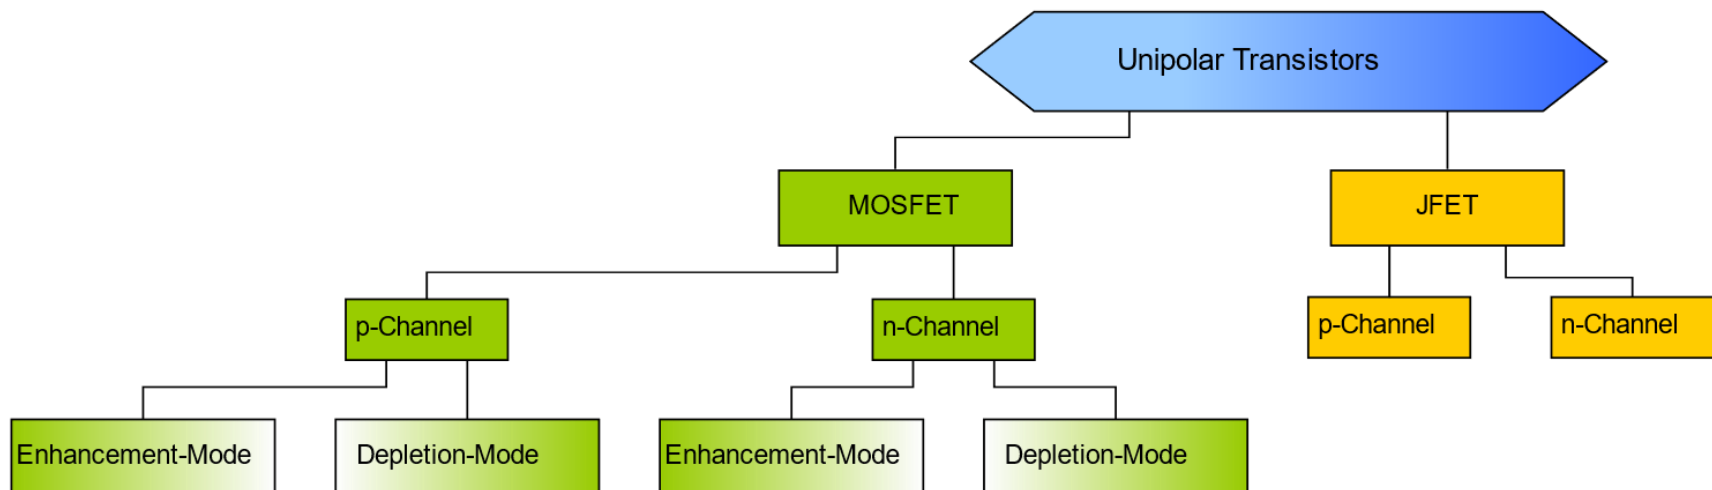 Unipolar Transistors
MOSFET
JFET
p-Channel
n-Channel
p-Channel
n-Channel
Enhancement-Mode
Depletion-Mode
Enhancement-Mode
Depletion-Mode